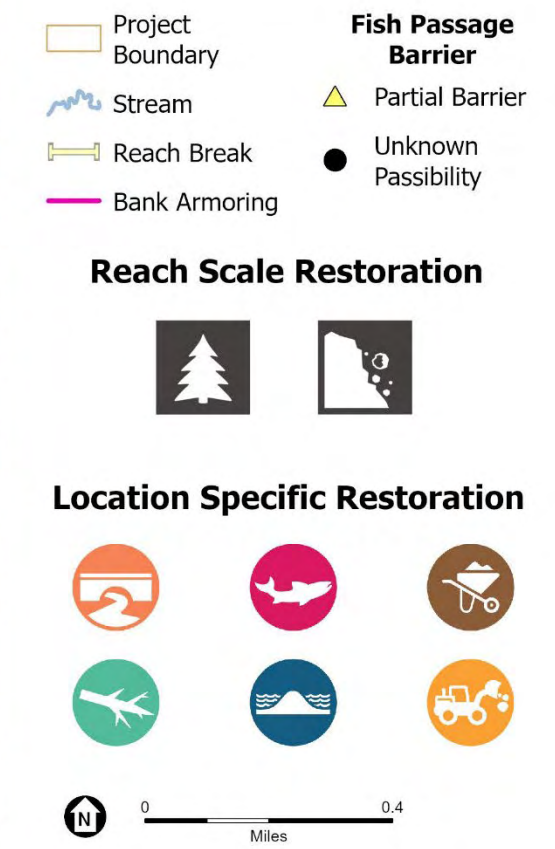 Project
Boundary
Stream
Reach Break
Bank Armoring
Fish Passage
Barrier
Partial Barrier
Unknown
Passibility
Reach Scale Restoration
Location Specific Restoration
N
0 0.4
Miles